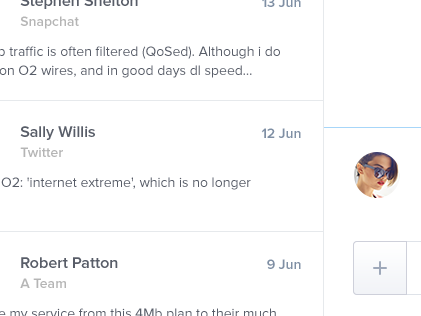 Stephen Shelton
13 Jun
Snapchat
traffic is often filtered (QoSed). Although i do
on O2 wires, and in good days dl speed...
Sally Willis
12 Jun
Twitter
O2: 'internet extreme', which is no longer
Robert Patton
9 Jun
A Team
my service from this 4Mb plan to their much